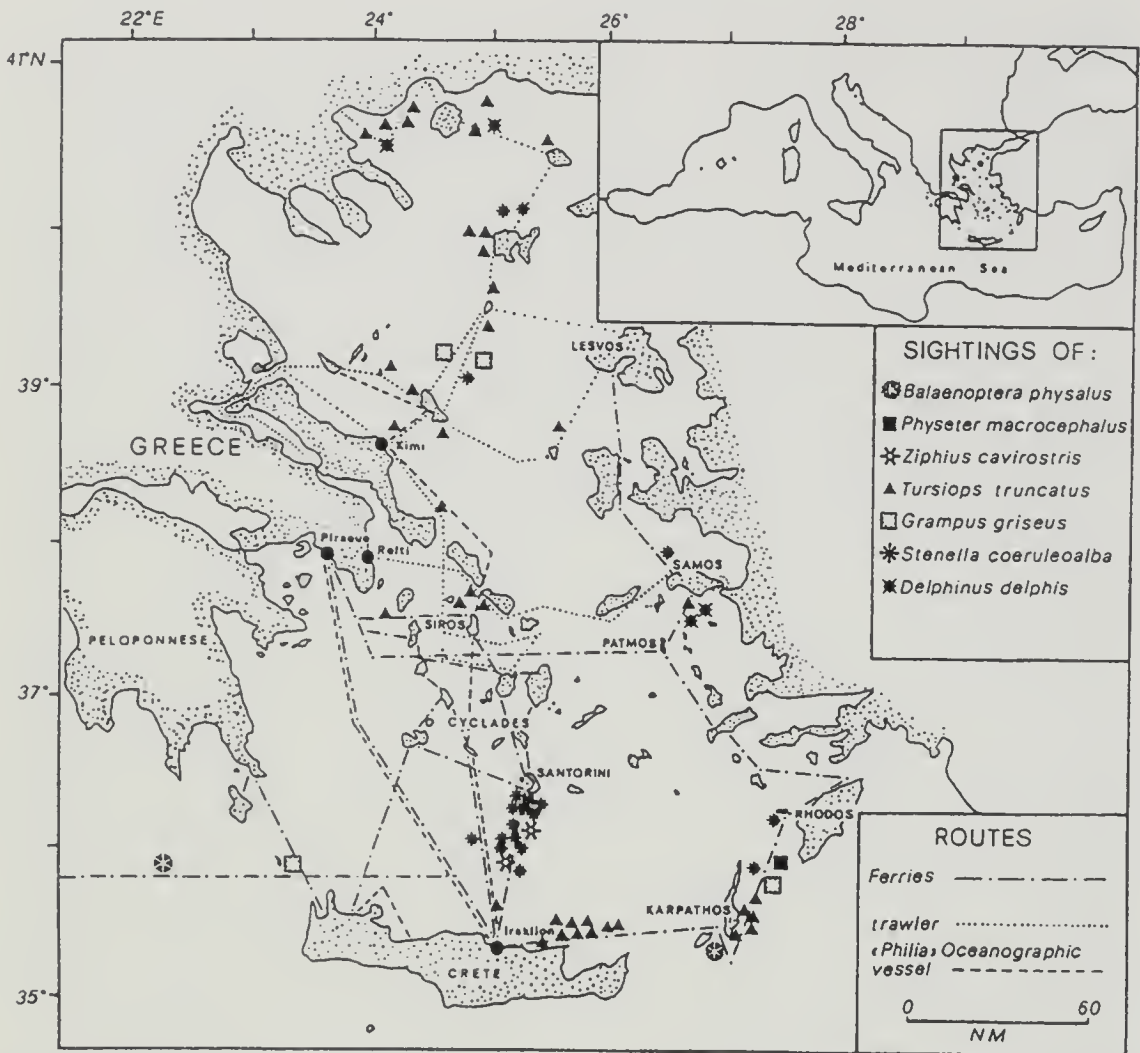 22°E 24° 26° 28°
41°N
39°
37°
35°
Mediterranean Sea
LESVOS
Kimi
GREECE
Piraeus
Rafti
SAMOS
SIROS
PELOPONNESE
PATMOS
CYCLADES
SANTORINI
RHODOS
KARPATHOS
Iraklion
CRETE
SIGHTINGS OF:
Balaenoptera physalus
Physeter macrocephalus
Ziphius cavirostris
Tursiops truncatus
Grampus griseus
Stenella coeruleoalba
Delphinus delphis
ROUTES
Ferries
trawler
‹Philia› Oceanographic
vessel
0 60
NM